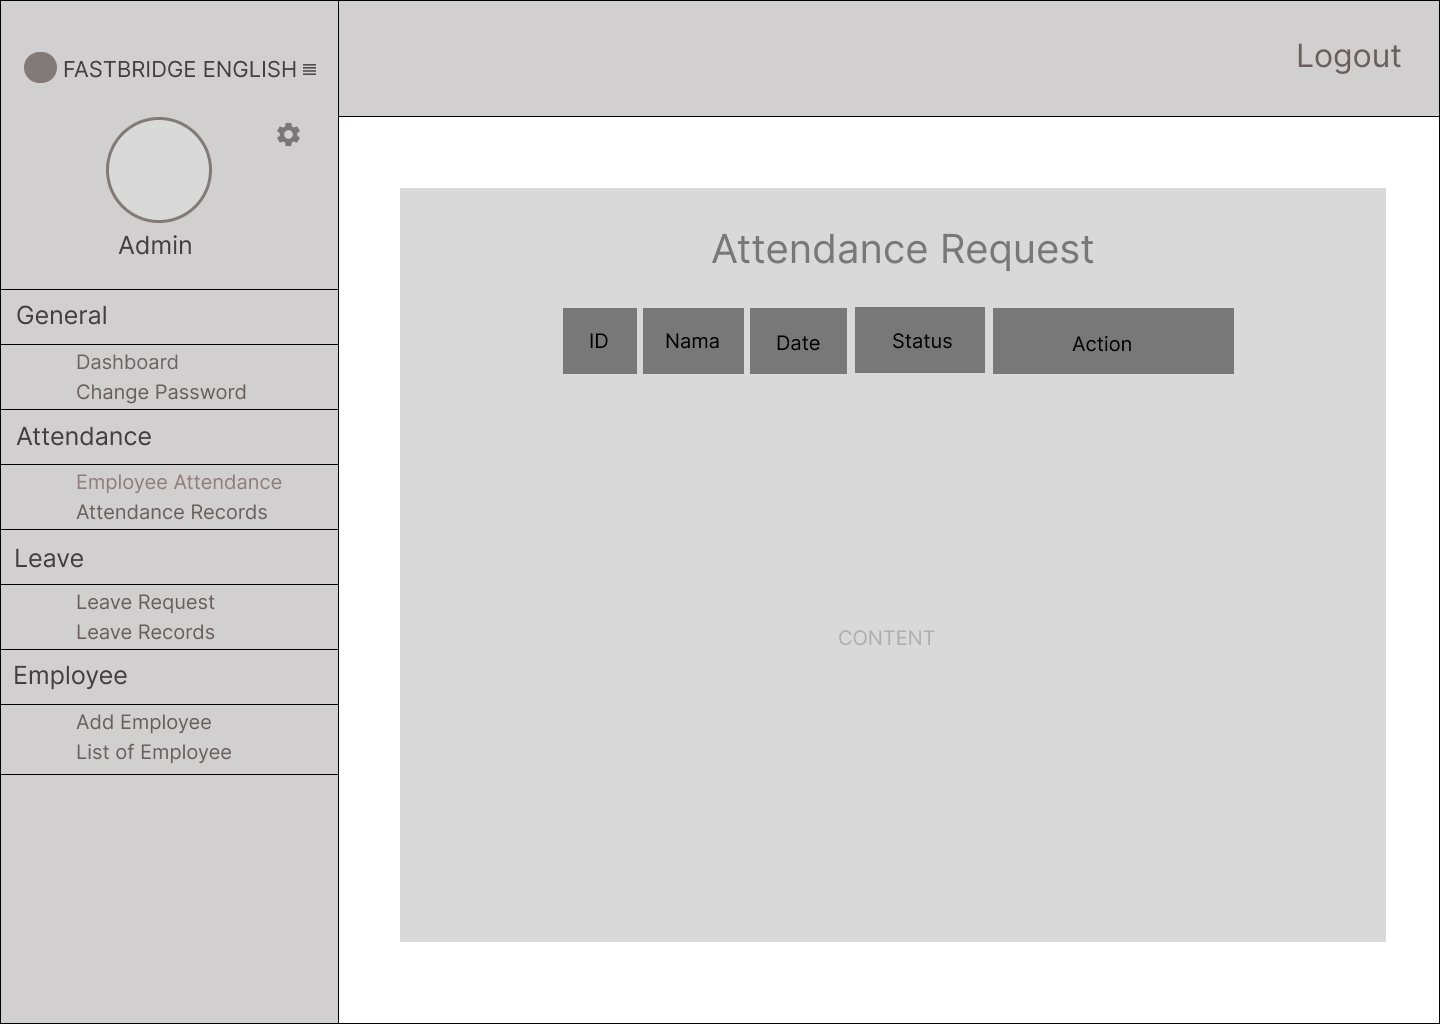 FASTBRIDGE ENGLISH
Logout
Admin
General
Dashboard
Change Password
Attendance
Employee Attendance
Attendance Records
Leave
Leave Request
Leave Records
Employee
Add Employee
List of Employee
Attendance Request
ID Nama Date Status Action
CONTENT